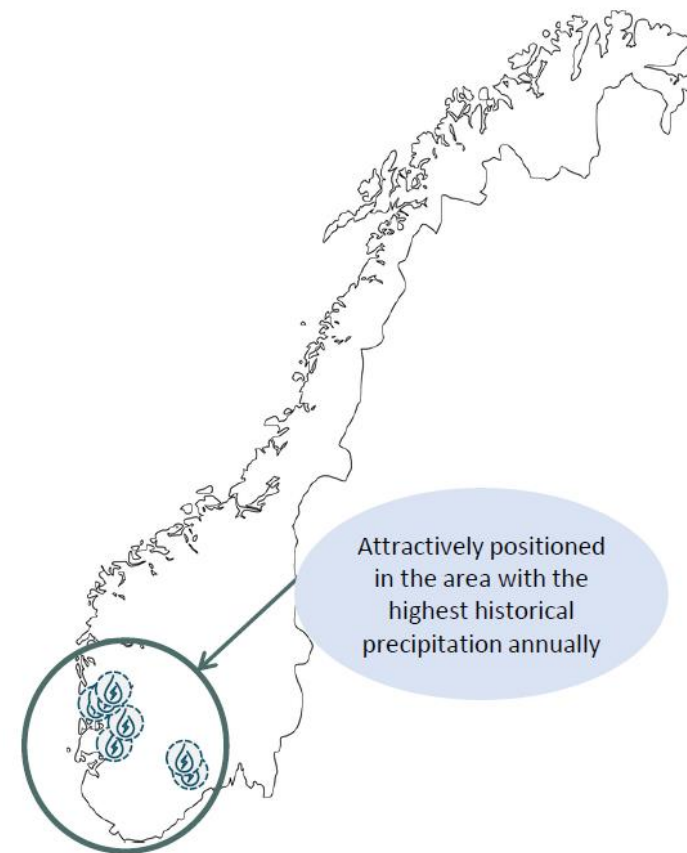 Attractively positioned
in the area with the
highest historical
precipitation annually